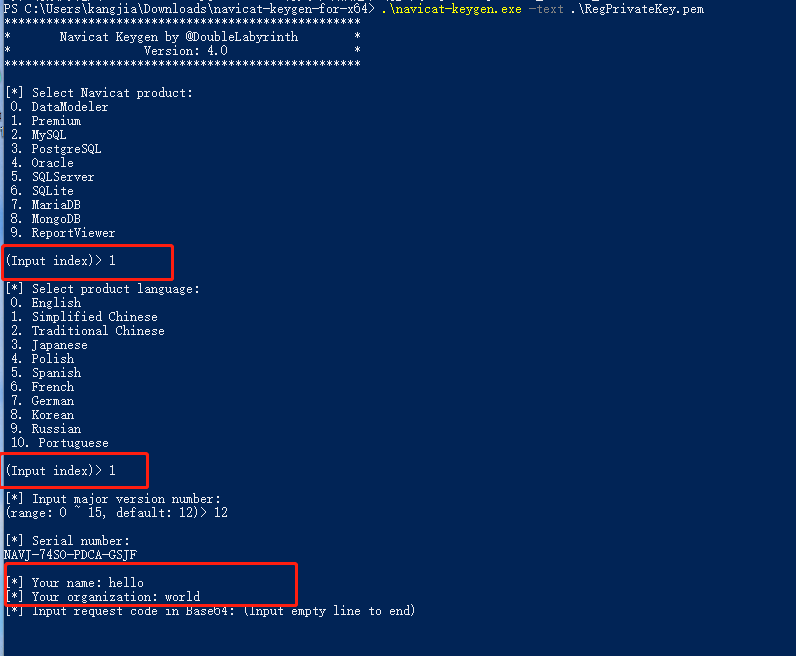 PS C:\Users\kangjia\Downloads\navicat-keygen-for-x64> .\navicat-keygen.exe -text .\RegPrivateKey.pem
***************************************************
*       Navicat Keygen by @DoubleLabyrinth        *
*                   Version: 4.0                  *
***************************************************
[*] Select Navicat product:
0. DataModeler
1. Premium
2. MySQL
3. PostgreSQL
4. Oracle
5. SQLServer
6. SQLite
7. MariaDB
8. MongoDB
9. ReportViewer
(Input index)> 1
[*] Select product language:
0. English
1. Simplified Chinese
2. Traditional Chinese
3. Japanese
4. Polish
5. Spanish
6. French
7. German
8. Korean
9. Russian
10. Portuguese
(Input index)> 1
[*] Input major version number:
(range: 0 ~ 15, default: 12)> 12
[*] Serial number:
NAVJ-74SO-PDCA-GSJF
[*] Your name: hello
[*] Your organization: world
[*] Input request code in Base64: (Input empty line to end)